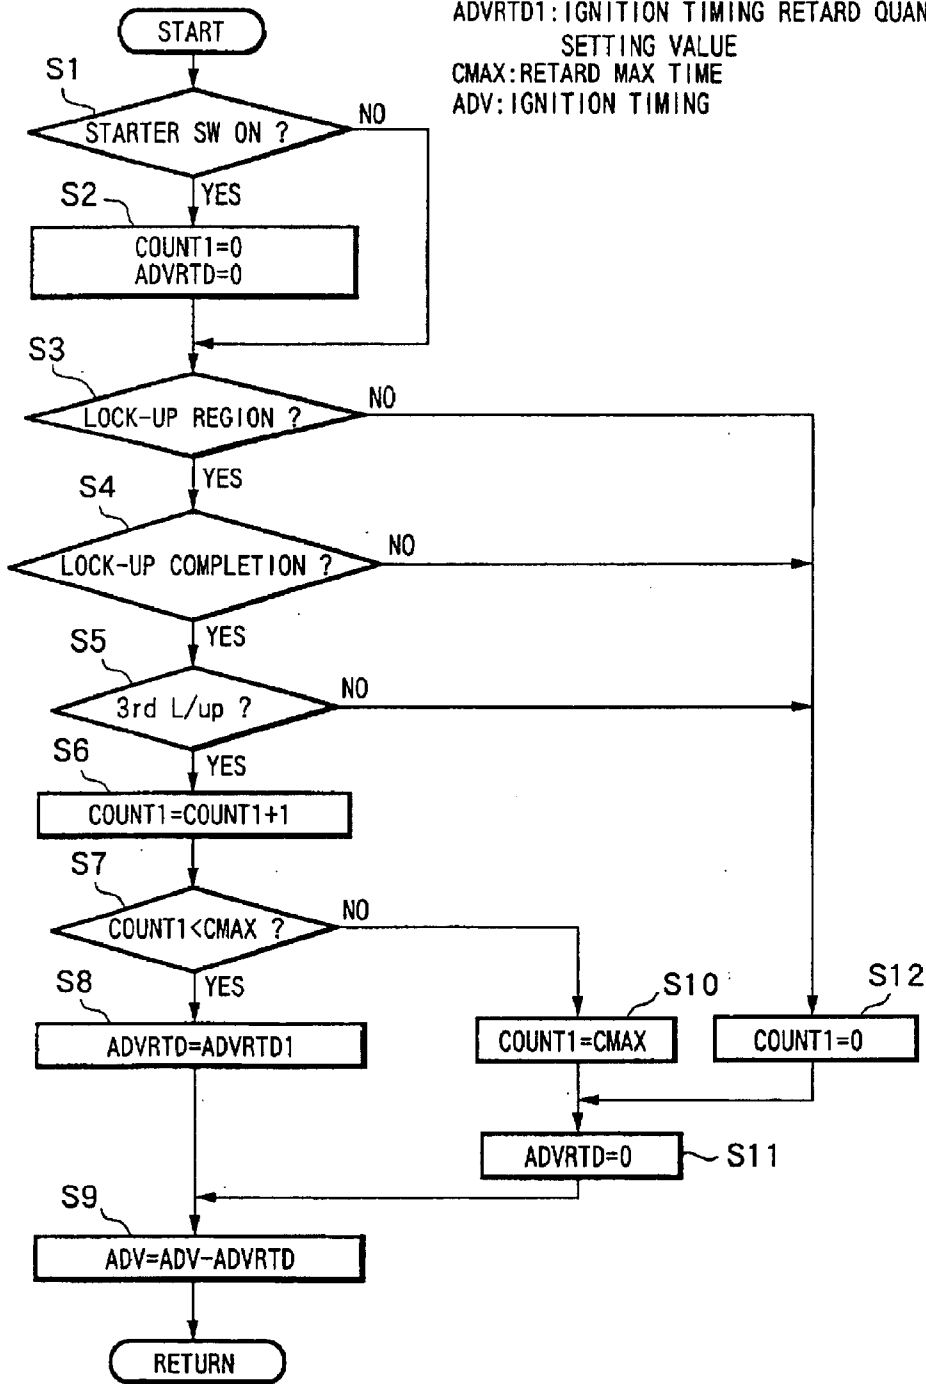 ADVRTD1:IGNITION TIMING RETARD QUAN
SETTING VALUE
CMAX:RETARD MAX TIME
ADV:IGNITION TIMING
START
S1
STARTER SW ON ?
NO
YES
S2
COUNT1=0
ADVRTD=0
S3
LOCK-UP REGION ?
NO
YES
S4
LOCK-UP COMPLETION ?
NO
YES
S5
3rd L/up ?
NO
YES
S6
COUNT1=COUNT1+1
S7
COUNT1<CMAX ?
NO
YES
S8
ADVRTD=ADVRTD1
S10
COUNT1=CMAX
S12
COUNT1=0
ADVRTD=0
S11
S9
ADV=ADV-ADVRTD
RETURN